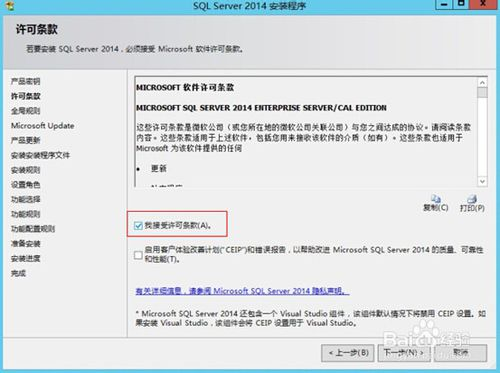 SQL Server 2014 安装程序
许可条款
若要安装 SQL Server 2014，必须接受 Microsoft 软件许可条款。
产品密钥
许可条款
全局规则
Microsoft Update
产品更新
安装安装程序文件
安装规则
设置角色
功能选择
功能规则
功能配置规则
准备安装
安装进度
完成
MICROSOFT 软件许可条款
MICROSOFT SQL SERVER 2014 ENTERPRISE SERVER/CAL EDITION
这些许可条款是微软公司（或您所在地的微软公司关联公司）与您之间达成的协议。请阅读条款
内容。这些条款适用于上述软件，包括您用来接收该软件的介质（如有）。这些条款也适用于
Microsoft 为该软件提供的任何
• 更新
复制(C)
打印(P)
我接受许可条款(A)。
启用客户体验改善计划("CEIP")和错误报告，以帮助改进 Microsoft SQL Server 2014 的质量、可靠性
和性能(T)。
有关详细信息，请参阅 Microsoft SQL Server 2014 隐私声明。
* Microsoft SQL Server 2014 还包含一个 Visual Studio 组件，该组件默认情况下将禁用 CEIP 设置。如
果安装 Visual Studio，该组件会将 CEIP 设置用于 Visual Studio。
< 上一步(B)
下一步(N) >
取消
Baidu经验